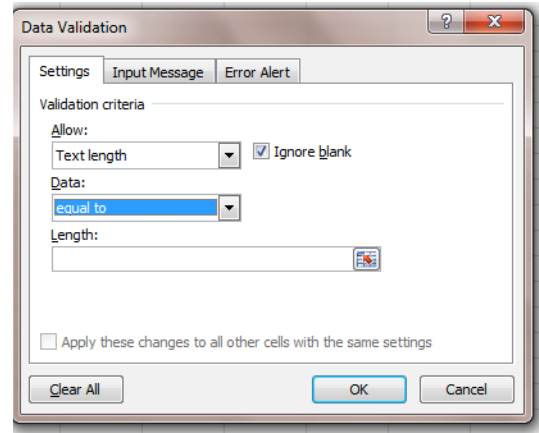 Data Validation
Settings Input Message Error Alert
Validation criteria
Allow:
Text length Ignore blank
Data:
equal to
Length:
Apply these changes to all other cells with the same settings
Clear All OK Cancel